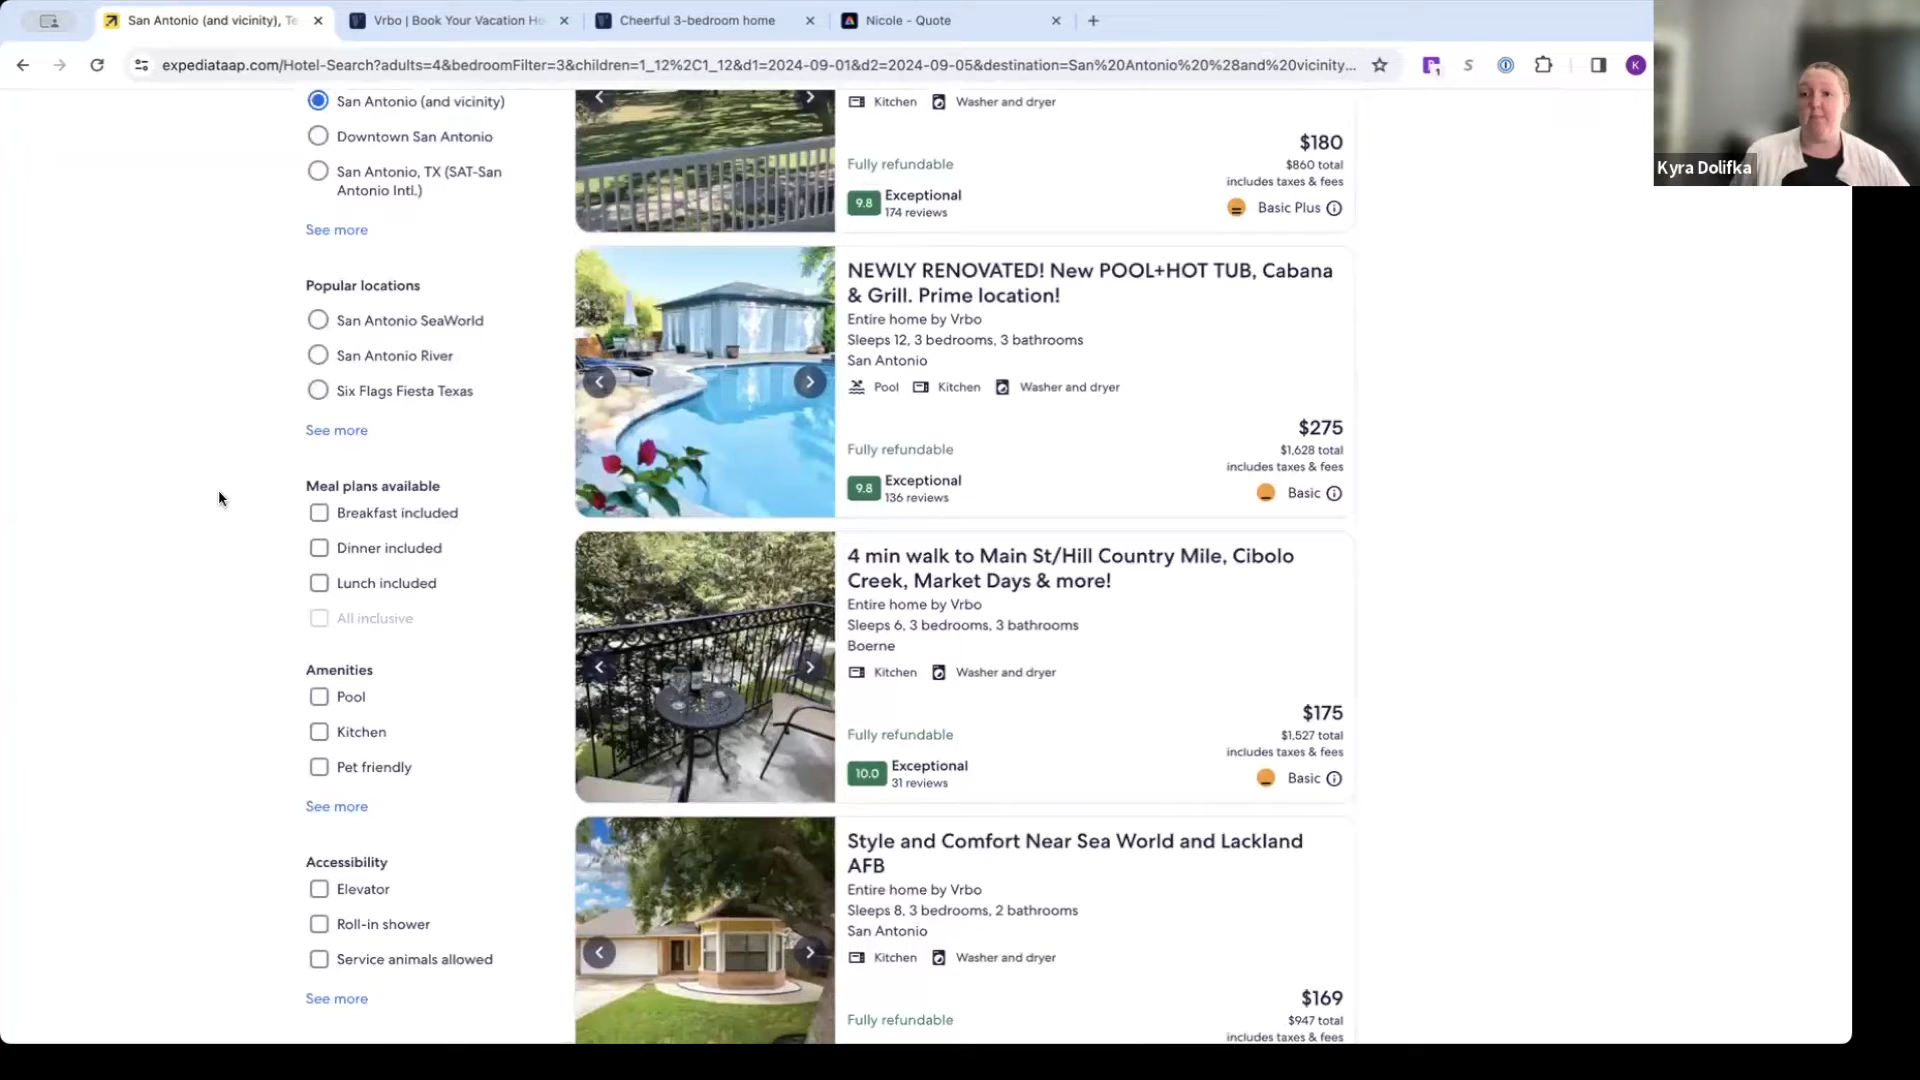 San Antonio (and vicinity), Te
Vrbo | Book Your Vacation Ho
Cheerful 3-bedroom home
Nicole - Quote
expediataap.com/Hotel-Search?adults=4&bedroomFilter=3&children=1_12%2C1_12&d1=2024-09-01&d2=2024-09-05&destination=San%20Antonio%20%28and%20vicinity...
Kyra Dolifka
San Antonio (and vicinity)
Downtown San Antonio
San Antonio, TX (SAT-San
Antonio Intl.)
See more
Popular locations
San Antonio SeaWorld
San Antonio River
Six Flags Fiesta Texas
See more
Meal plans available
Breakfast included
Dinner included
Lunch included
All inclusive
Amenities
Pool
Kitchen
Pet friendly
See more
Accessibility
Elevator
Roll-in shower
Service animals allowed
See more
Kitchen Washer and dryer
$180
Fully refundable
$860 total
includes taxes & fees
9.8 Exceptional
174 reviews
Basic Plus
NEWLY RENOVATED! New POOL+HOT TUB, Cabana
& Grill. Prime location!
Entire home by Vrbo
Sleeps 12, 3 bedrooms, 3 bathrooms
San Antonio
Pool Kitchen Washer and dryer
$275
Fully refundable
$1,628 total
includes taxes & fees
9.8 Exceptional
136 reviews
Basic
4 min walk to Main St/Hill Country Mile, Cibolo
Creek, Market Days & more!
Entire home by Vrbo
Sleeps 6, 3 bedrooms, 3 bathrooms
Boerne
Kitchen Washer and dryer
$175
Fully refundable
$1,527 total
includes taxes & fees
10.0 Exceptional
31 reviews
Basic
Style and Comfort Near Sea World and Lackland
AFB
Entire home by Vrbo
Sleeps 8, 3 bedrooms, 2 bathrooms
San Antonio
Kitchen Washer and dryer
$169
Fully refundable
$947 total
includes taxes & fees